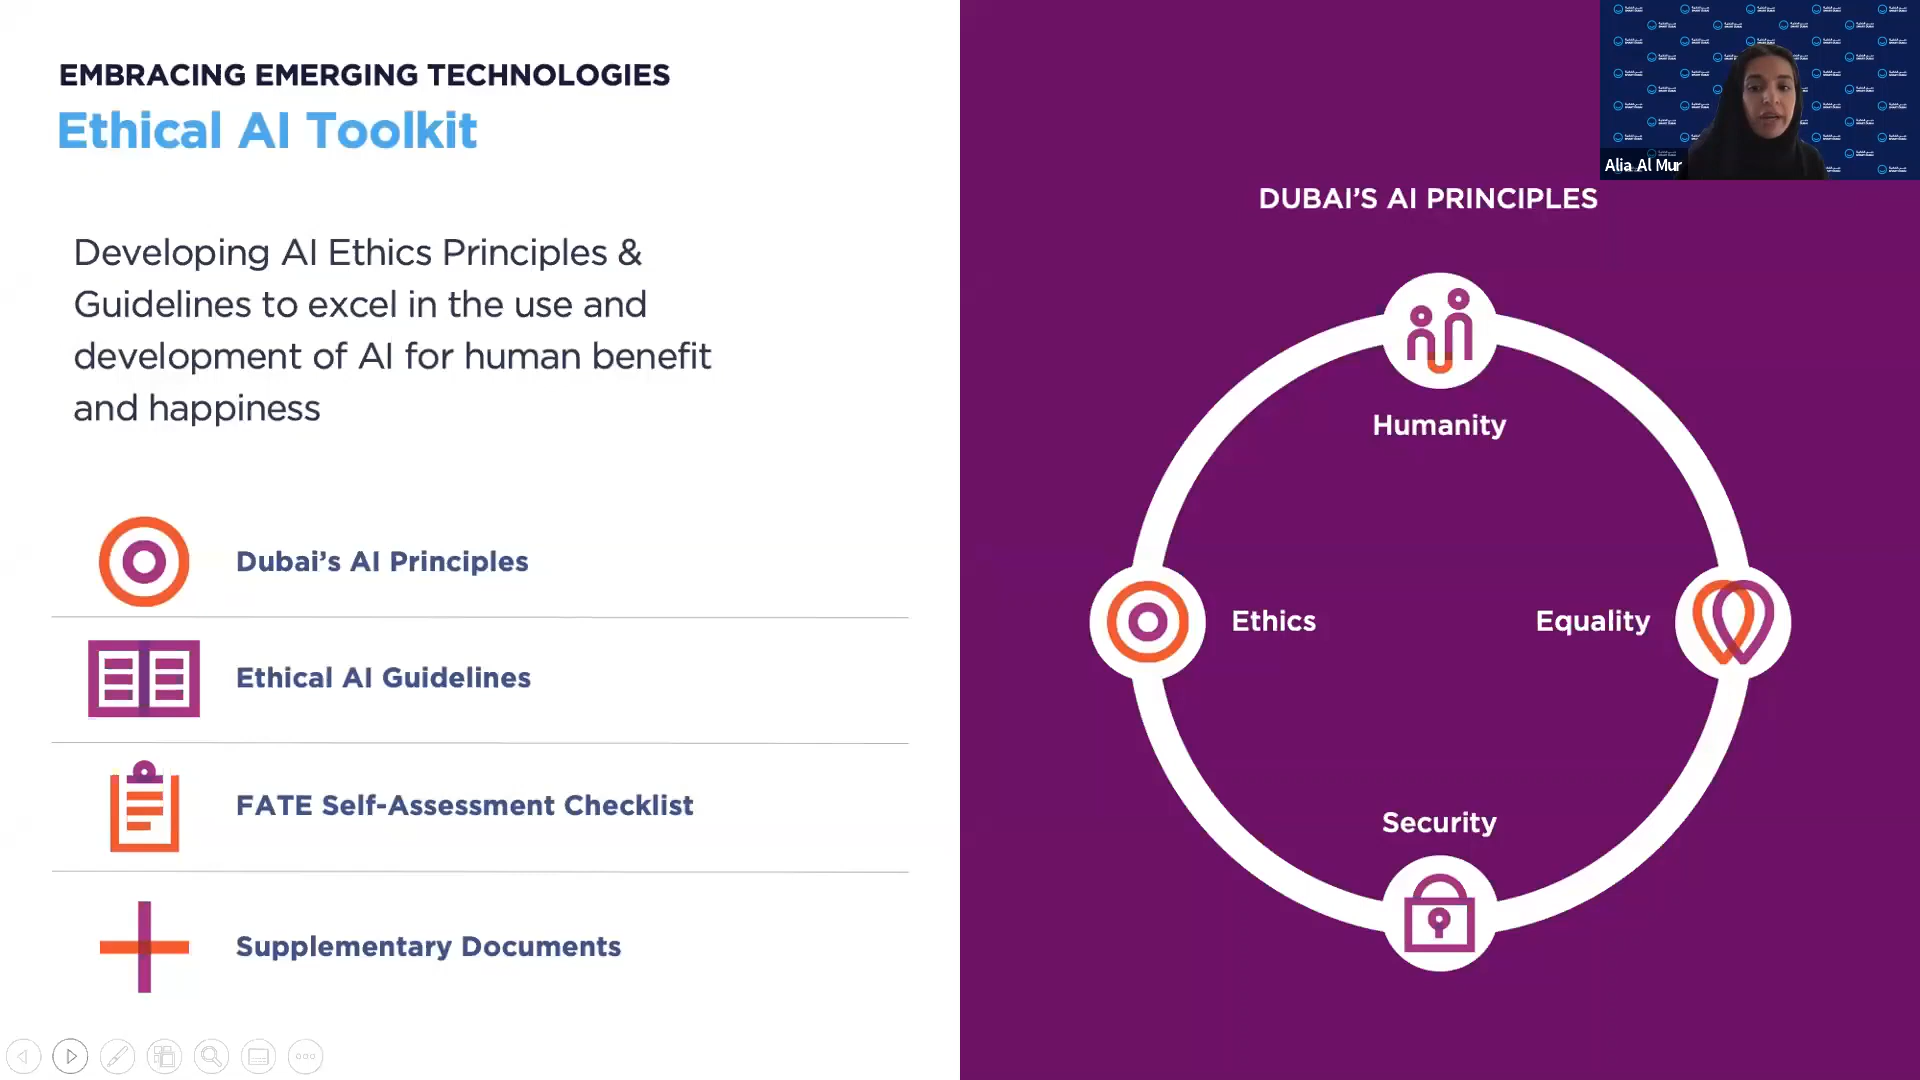 EMBRACING EMERGING TECHNOLOGIES
Ethical AI Toolkit
Developing AI Ethics Principles &
Guidelines to excel in the use and
development of AI for human benefit
and happiness
Dubai’s AI Principles
Ethical AI Guidelines
FATE Self-Assessment Checklist
Supplementary Documents
Alia Al Mur
DUBAI’S AI PRINCIPLES
Humanity
Ethics
Equality
Security